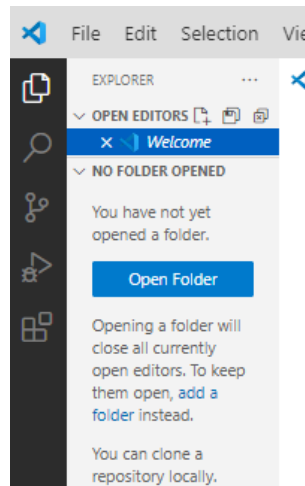 File Edit Selection Vie
EXPLORER ...
OPEN EDITORS
Welcome
NO FOLDER OPENED
You have not yet
opened a folder.
Open Folder
Opening a folder will
close all currently
open editors. To keep
them open, add a
folder instead.
You can clone a
repository locally.